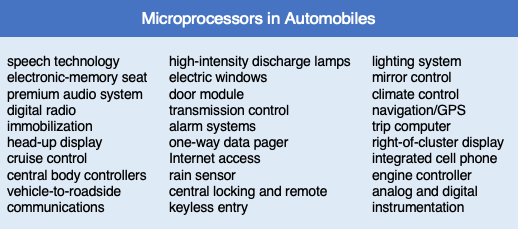 Microprocessors in Automobiles
speech technology
electronic-memory seat
premium audio system
digital radio
immobilization
head-up display
cruise control
central body controllers
vehicle-to-roadside
communications
high-intensity discharge lamps
electric windows
door module
transmission control
alarm systems
one-way data pager
Internet access
rain sensor
central locking and remote
keyless entry
lighting system
mirror control
climate control
navigation/GPS
trip computer
right-of-cluster display
integrated cell phone
engine controller
analog and digital
instrumentation